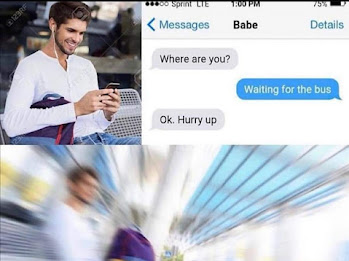 Sprint LTE 1:00 PM 75%
Messages Babe Details
Where are you?
Waiting for the bus
Ok. Hurry up